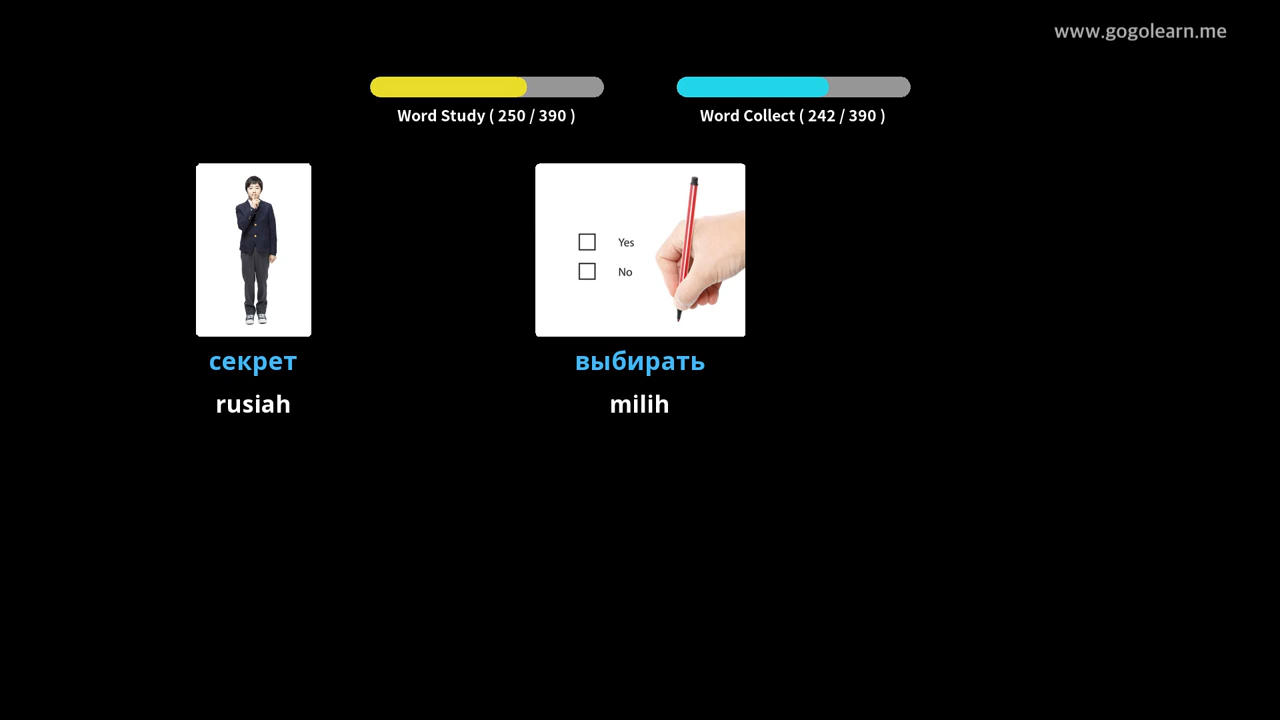 www.gogolearn.me
Word Study ( 250 / 390 )
Word Collect ( 242 / 390 )
Yes
No
секрет
rusiah
выбирать
milih